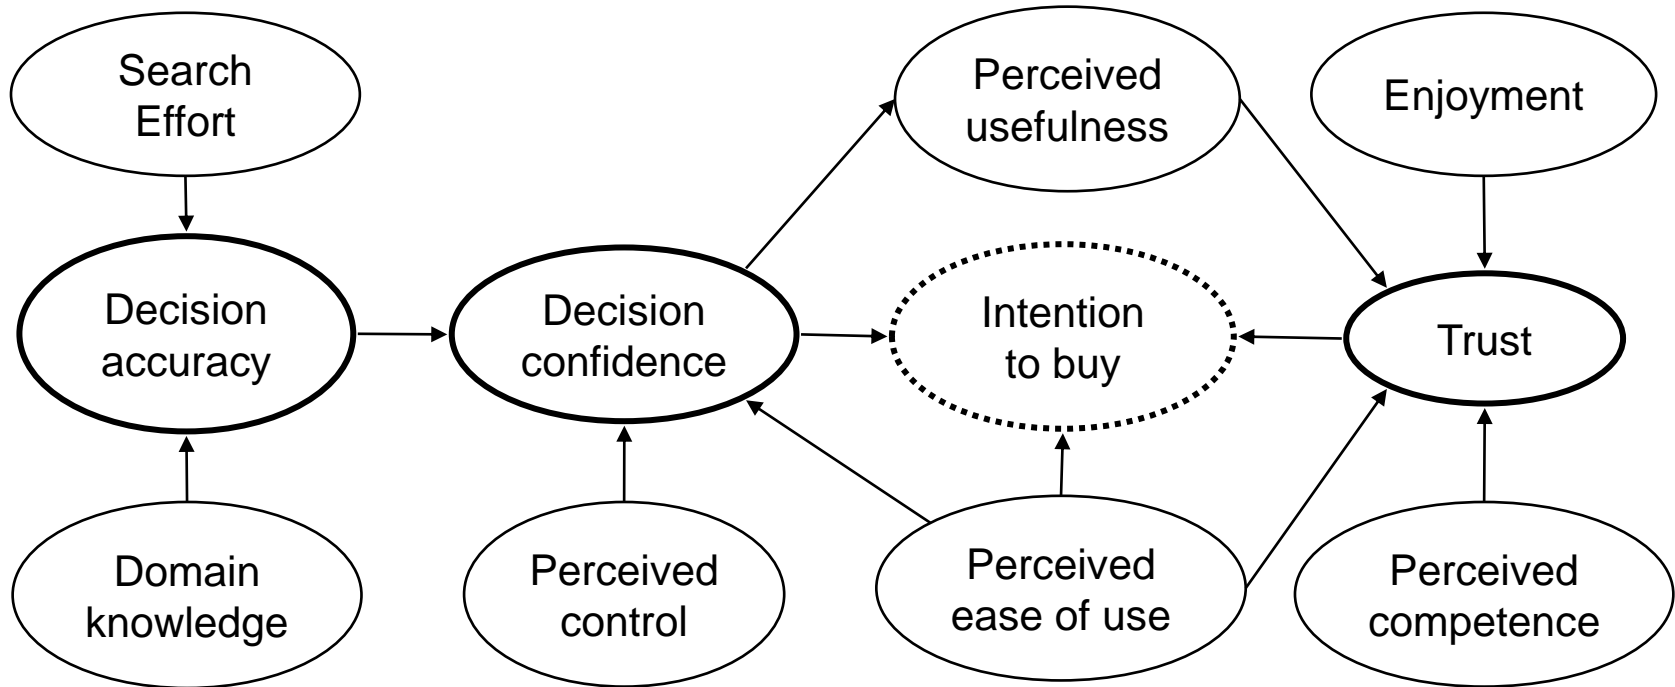 Search
Effort
Perceived
usefulness
Enjoyment
Decision
accuracy
Decision
confidence
Intention
to buy
Trust
Domain
knowledge
Perceived
control
Perceived
ease of use
Perceived
competence